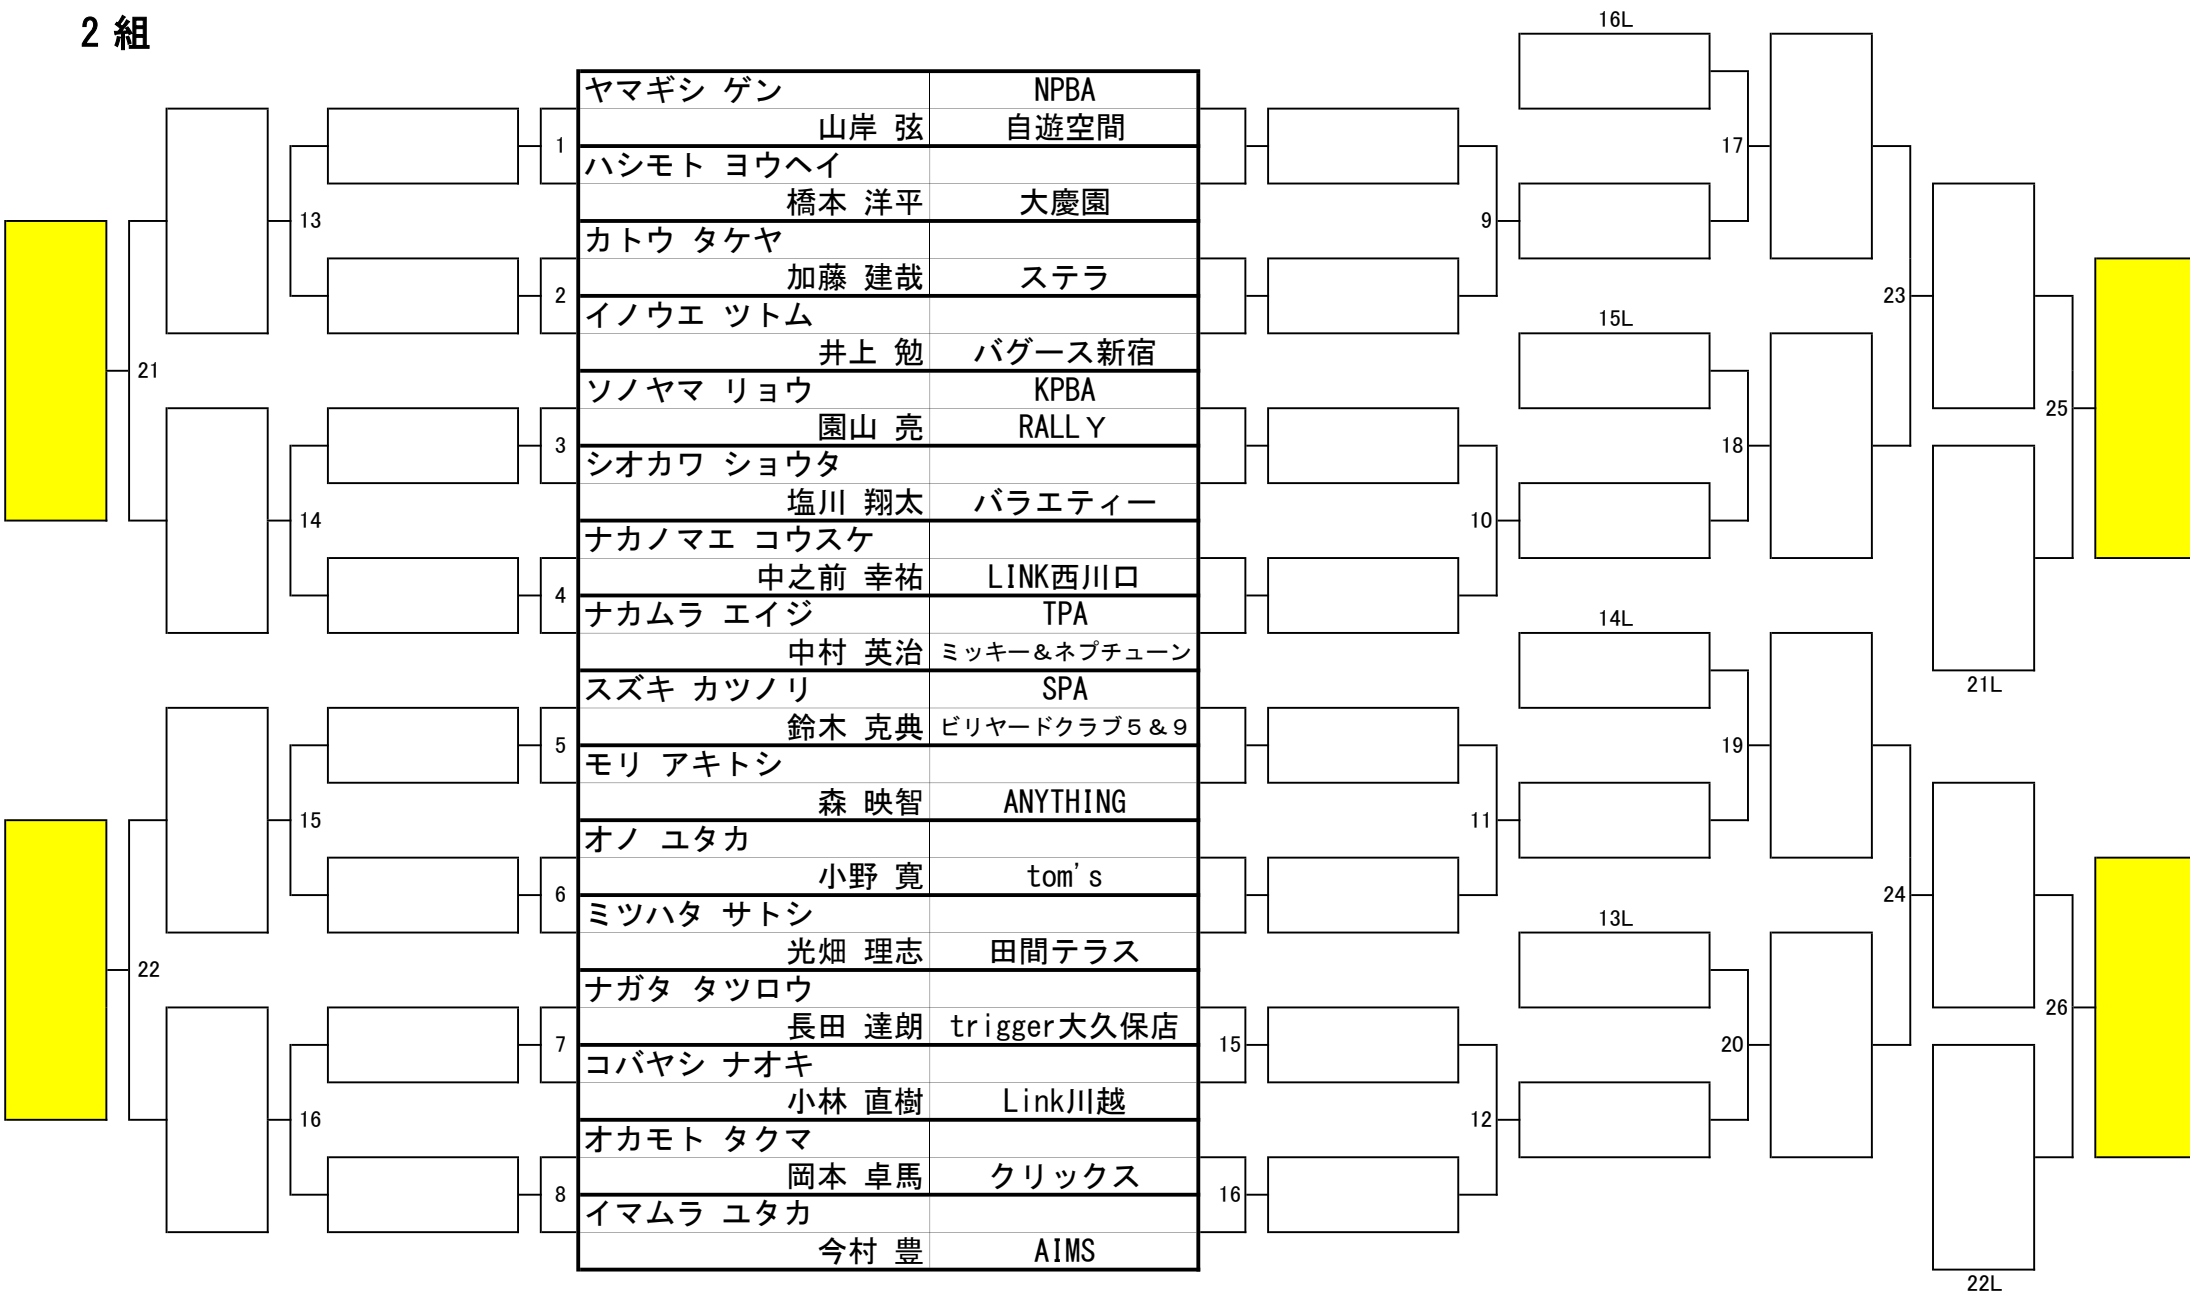 2 組
16L
ヤマギシ ゲン NPBA
山岸 弦 自遊空間
1
17
ハシモト ヨウヘイ
橋本 洋平 大慶園
13
9
カトウ タケヤ
加藤 建哉 ステラ
2
23
イノウエ ツトム
15L
井上 勉 バグース新宿
21
ソノヤマ リョウ KPBA
25
園山 亮 RALLＹ
3
18
シオカワ ショウタ
塩川 翔太 バラエティー
14
10
ナカノマエ コウスケ
中之前 幸祐 LINK西川口
4
ナカムラ エイジ TPA
14L
中村 英治 ミッキー＆ネプチューン
スズキ カツノリ SPA
21L
鈴木 克典 ビリヤードクラブ５＆９
5
19
モリ アキトシ
森 映智 ANYTHING
15
11
オノ ユタカ
小野 寛 tom's
6
24
ミツハタ サトシ
13L
光畑 理志 田間テラス
22
ナガタ タツロウ
26
長田 達朗 trigger大久保店
7
15
20
コバヤシ ナオキ
小林 直樹 Link川越
16
12
オカモト タクマ
岡本 卓馬 クリックス
8
16
イマムラ ユタカ
今村 豊 AIMS
22L